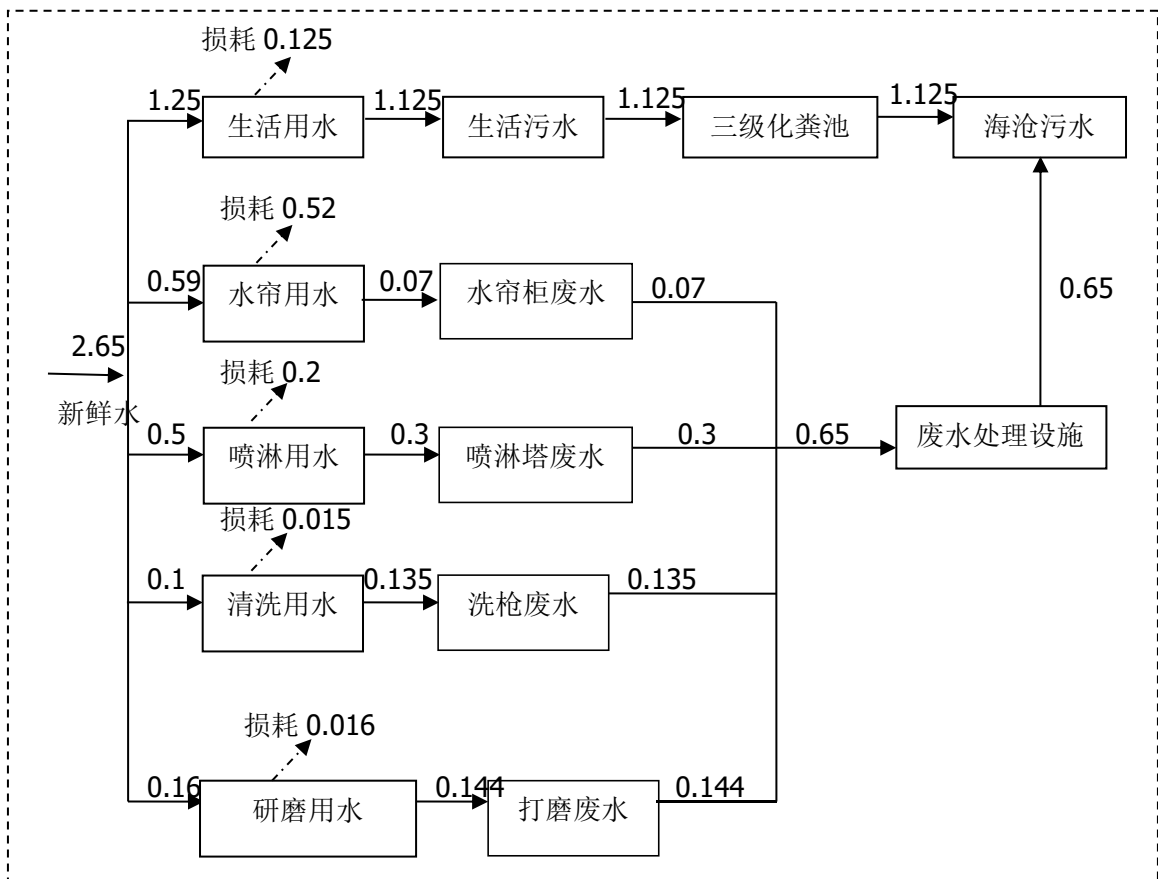 损耗 0.125
1.25
生活用水
1.125
生活污水
1.125
三级化粪池
1.125
海沧污水
损耗 0.52
0.59
水帘用水
0.07
水帘柜废水
0.07
0.65
2.65
新鲜水
损耗 0.2
0.5
喷淋用水
0.3
喷淋塔废水
0.3
0.65
废水处理设施
损耗 0.015
0.1
清洗用水
0.135
洗枪废水
0.135
损耗 0.016
0.16
研磨用水
0.144
打磨废水
0.144